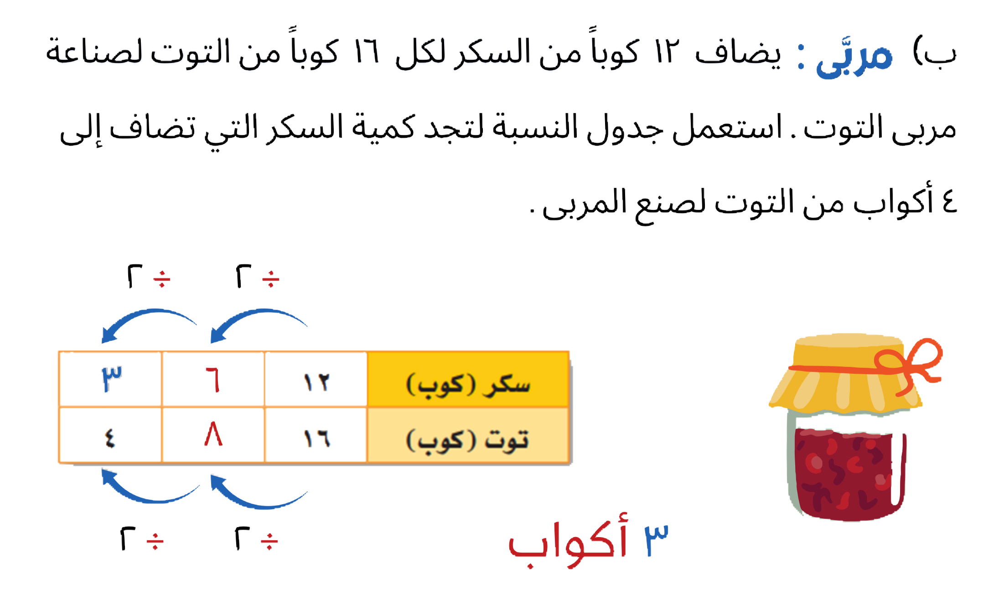 ب) مربَّى : يضاف ١٢ كوباً من السكر لكل ١٦ كوباً من التوت لصناعة
مربى التوت . استعمل جدول النسبة لتجد كمية السكر التي تضاف إلى
٤ أكواب من التوت لصنع المربى .
÷ ٢ ÷ ٢
سكر (كوب) ١٢ ٦ ٣
توت (كوب) ١٦ ٨ ٤
÷ ٢ ÷ ٢
٣ أكواب